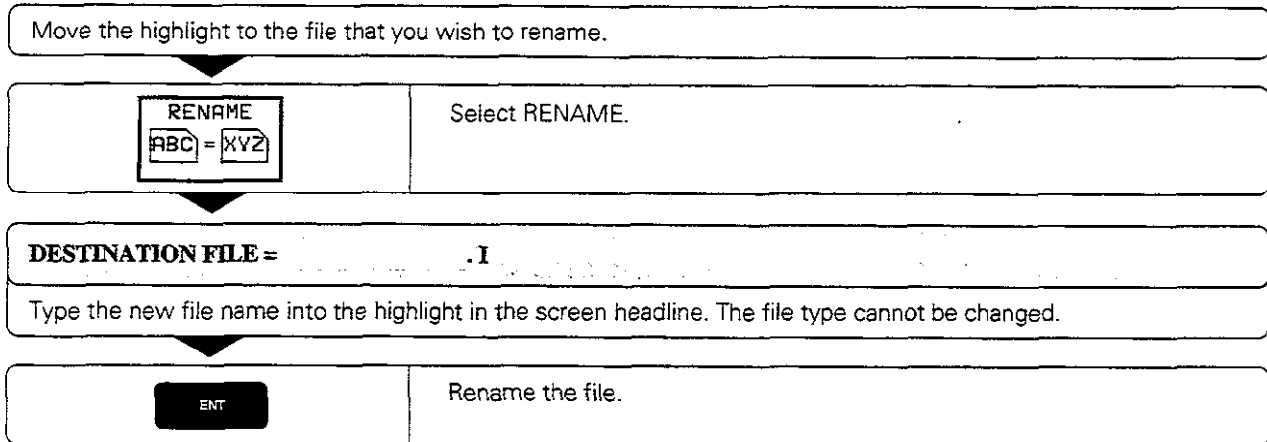 Move the highlight to the file that you wish to rename.
RENAME
ABC = XYZ
Select RENAME.
DESTINATION FILE = .I
Type the new file name into the highlight in the screen headline. The file type cannot be changed.
ENT
Rename the file.